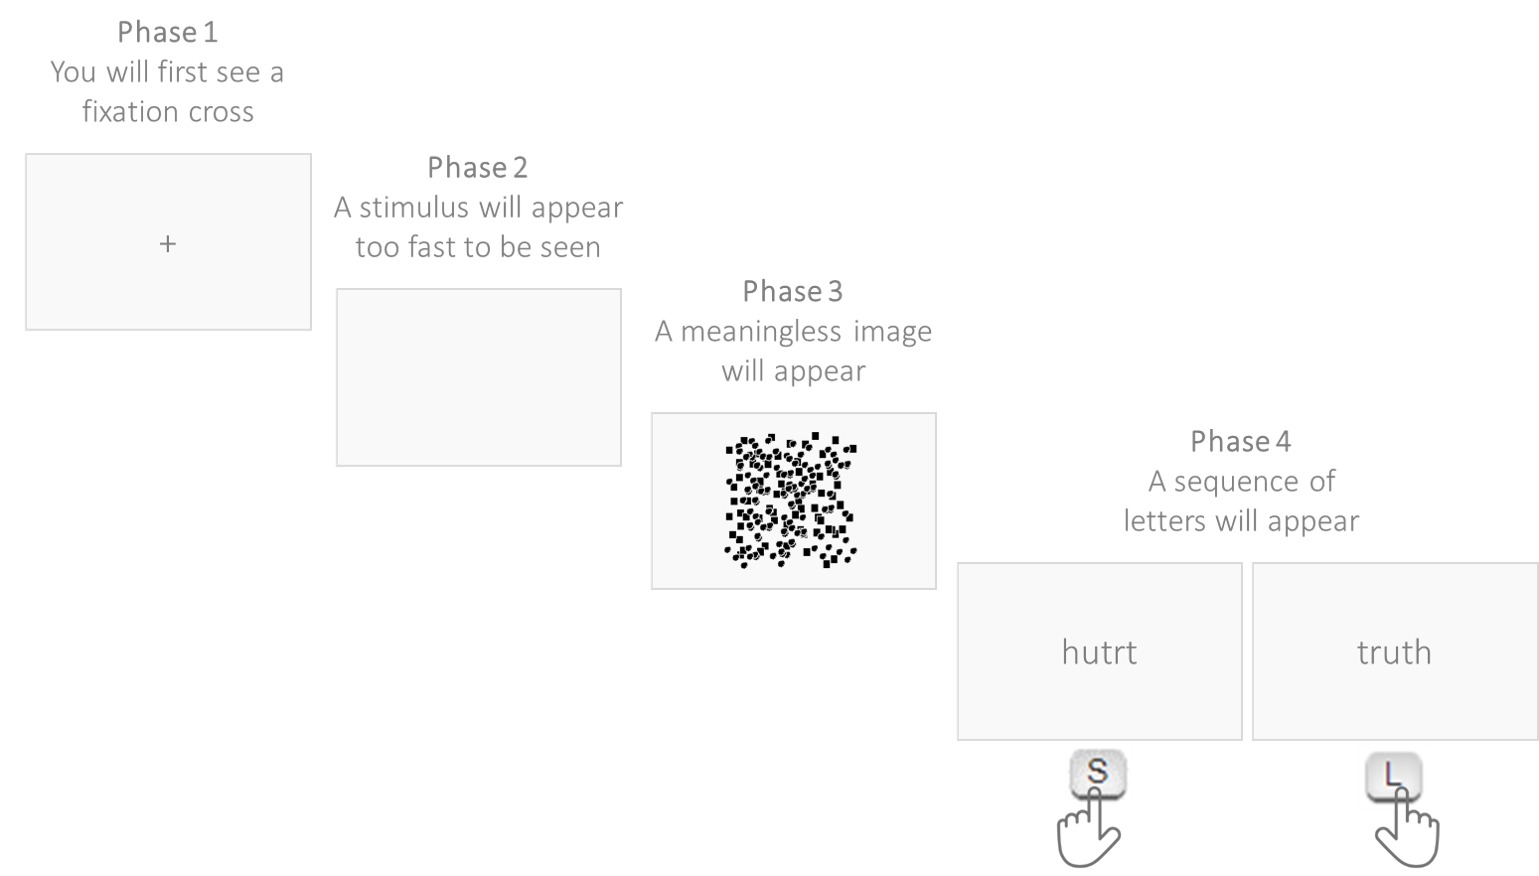 Phase 1
You will first see a
fixation cross
+
Phase 2
A stimulus will appear
too fast to be seen
Phase 3
A meaningless image
will appear
Phase 4
A sequence of
letters will appear
hutrt
truth
S
L